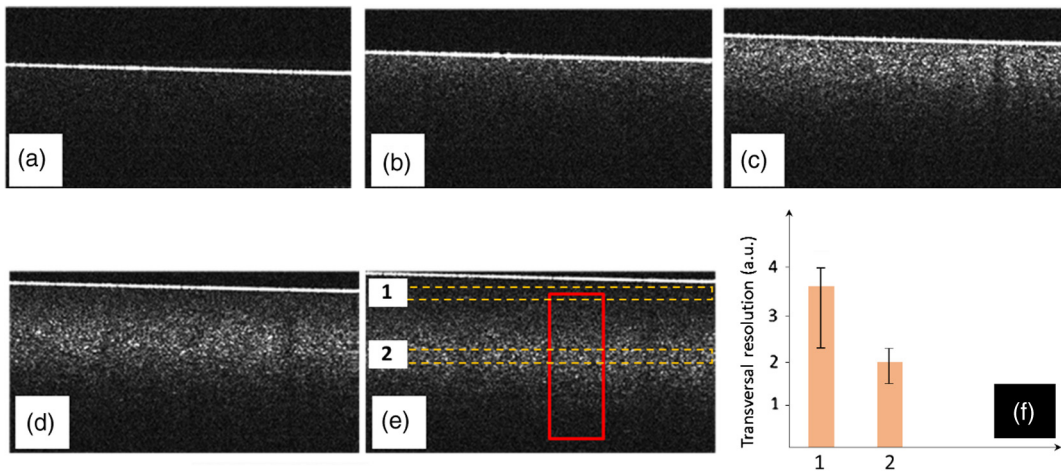 (a)
(b)
(c)
(d)
1
2
(e)
Transversal resolution (a.u.)
4
3
2
1
1 2
(f)